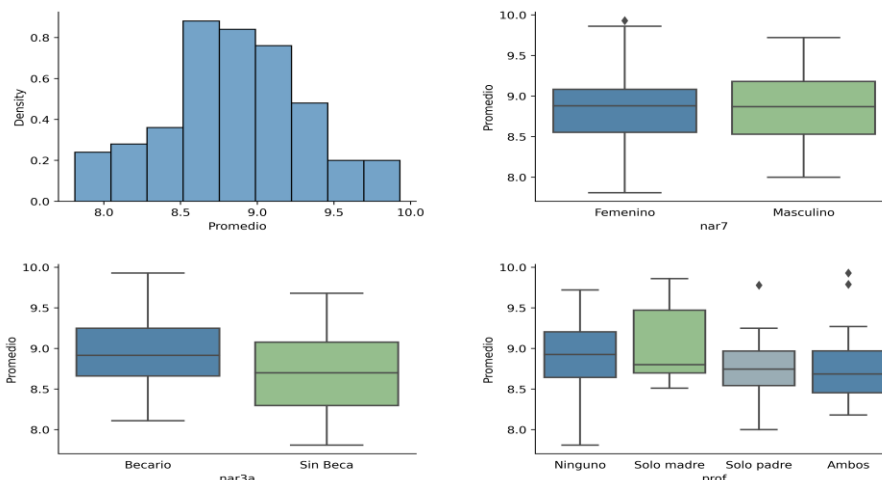 0.8
0.6
0.4
0.2
0.0
Density
8.0 8.5 9.0 9.5 10.0
Promedio
10.0
9.5
9.0
8.5
8.0
Promedio
Femenino Masculino
nar7
10.0
9.5
9.0
8.5
8.0
Promedio
Becario Sin Beca
nar3a
10.0
9.5
9.0
8.5
8.0
Promedio
Ninguno Solo madre Solo padre Ambos
prof